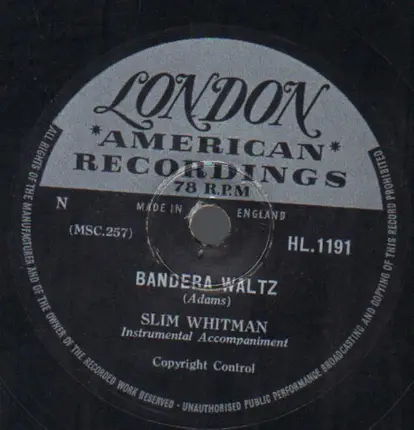 LONDON
*AMERICAN*
RECORDINGS
78 R.P.M
N
MADE IN ENGLAND
(MSC.257)
HL.1191
BANDERA WALTZ
(Adams)
SLIM WHITMAN
Instrumental Accompaniment
Copyright Control
ALL RIGHTS OF THE MANUFACTURER AND OF THE OWNER OF THE RECORDED WORK RESERVED - UNAUTHORISED PUBLIC PERFORMANCE BROADCASTING AND COPYING OF THIS RECORD PROHIBITED